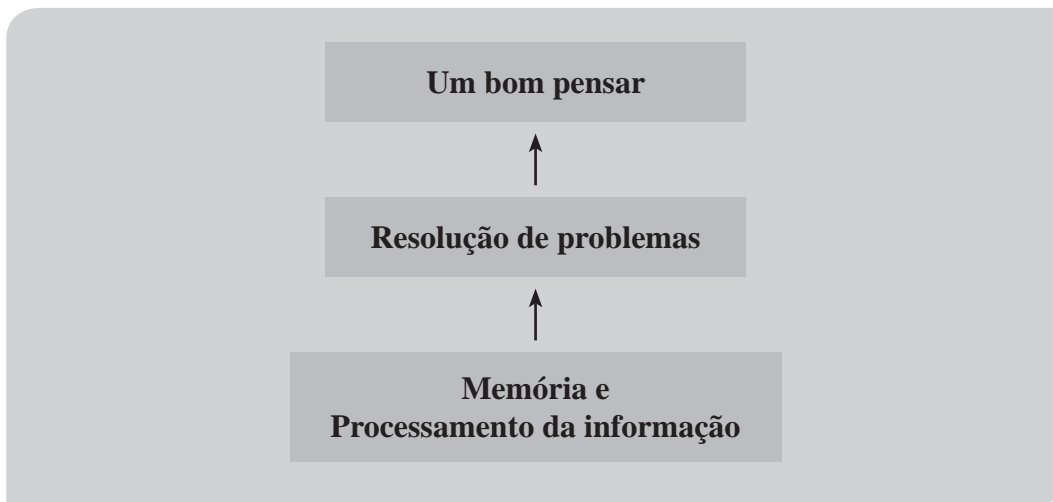 Um bom pensar
Resolução de problemas
Memória e
Processamento da informação